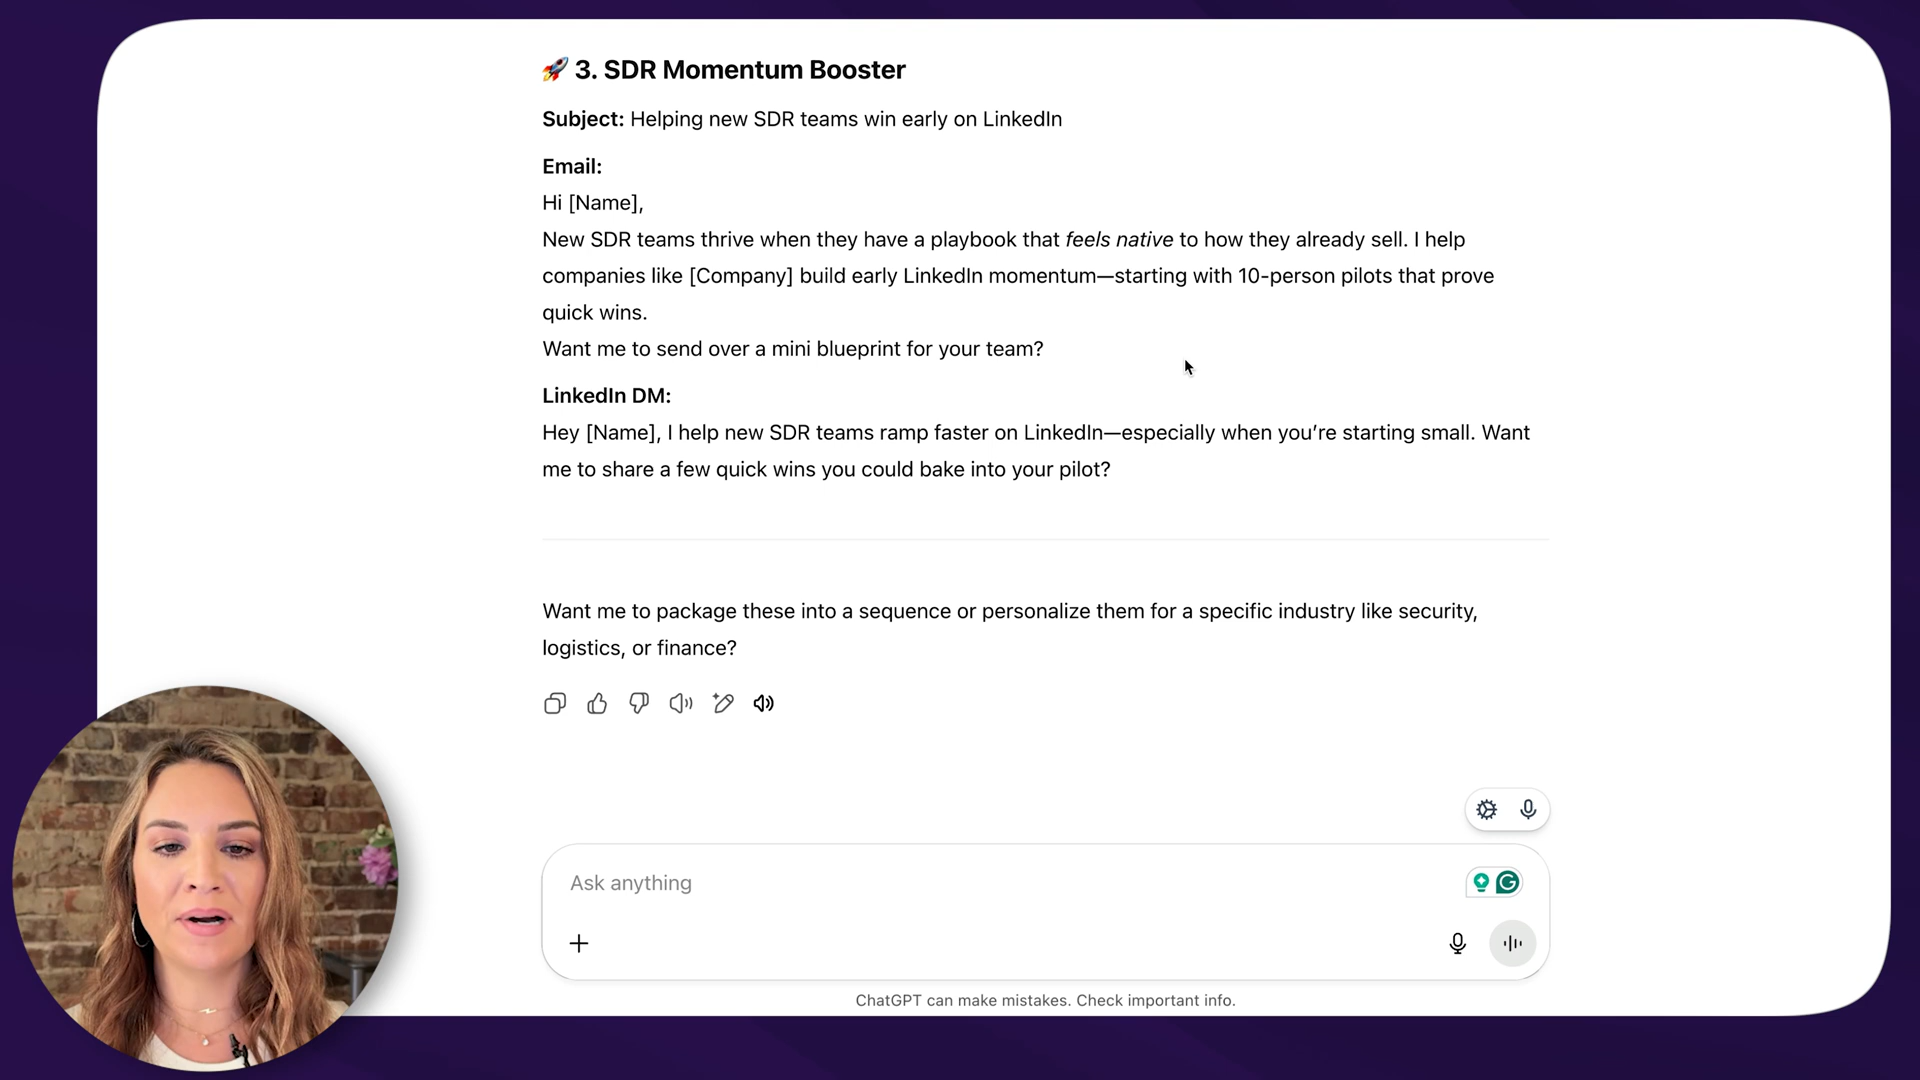 🚀 3. SDR Momentum Booster
Subject: Helping new SDR teams win early on LinkedIn
Email:
Hi [Name],
New SDR teams thrive when they have a playbook that feels native to how they already sell. I help
companies like [Company] build early LinkedIn momentum—starting with 10-person pilots that prove
quick wins.
Want me to send over a mini blueprint for your team?
LinkedIn DM:
Hey [Name], I help new SDR teams ramp faster on LinkedIn—especially when you’re starting small. Want
me to share a few quick wins you could bake into your pilot?
Want me to package these into a sequence or personalize them for a specific industry like security,
logistics, or finance?
Ask anything
ChatGPT can make mistakes. Check important info.